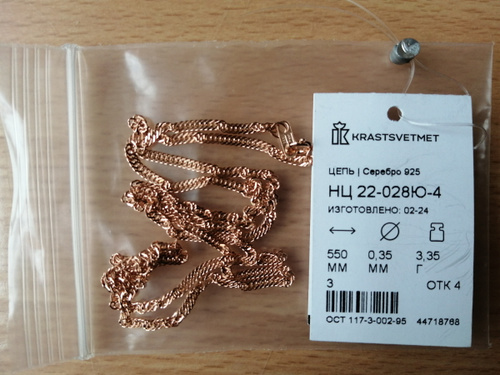 KRASTSVETMET
ЦЕПЬ | Серебро 925
НЦ 22-028Ю-4
ИЗГОТОВЛЕНО: 02-24
550 0,35 3,35
ММ ММ Г
3 ОТК 4
ОСТ 117-3-002-95 44718768